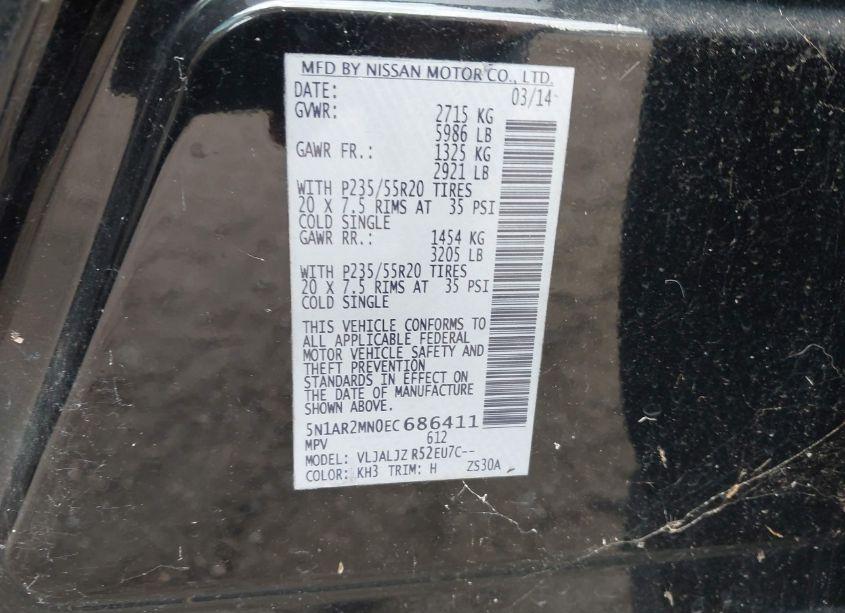 MFD BY NISSAN MOTOR CO., LTD.
DATE: 03/14
GVWR: 2715 KG
5986 LB
GAWR FR.: 1325 KG
2921 LB
WITH P235/55R20 TIRES
20 X 7.5 RIMS AT 35 PSI
COLD SINGLE
GAWR RR.: 1454 KG
3205 LB
WITH P235/55R20 TIRES
20 X 7.5 RIMS AT 35 PSI
COLD SINGLE
THIS VEHICLE CONFORMS TO
ALL APPLICABLE FEDERAL
MOTOR VEHICLE SAFETY AND
THEFT PREVENTION
STANDARDS IN EFFECT ON
THE DATE OF MANUFACTURE
SHOWN ABOVE.
5N1AR2MN0EC686411
MPV 612
MODEL: VLJALJZ R52EU7C--
COLOR: KH3 TRIM: H ZS30A